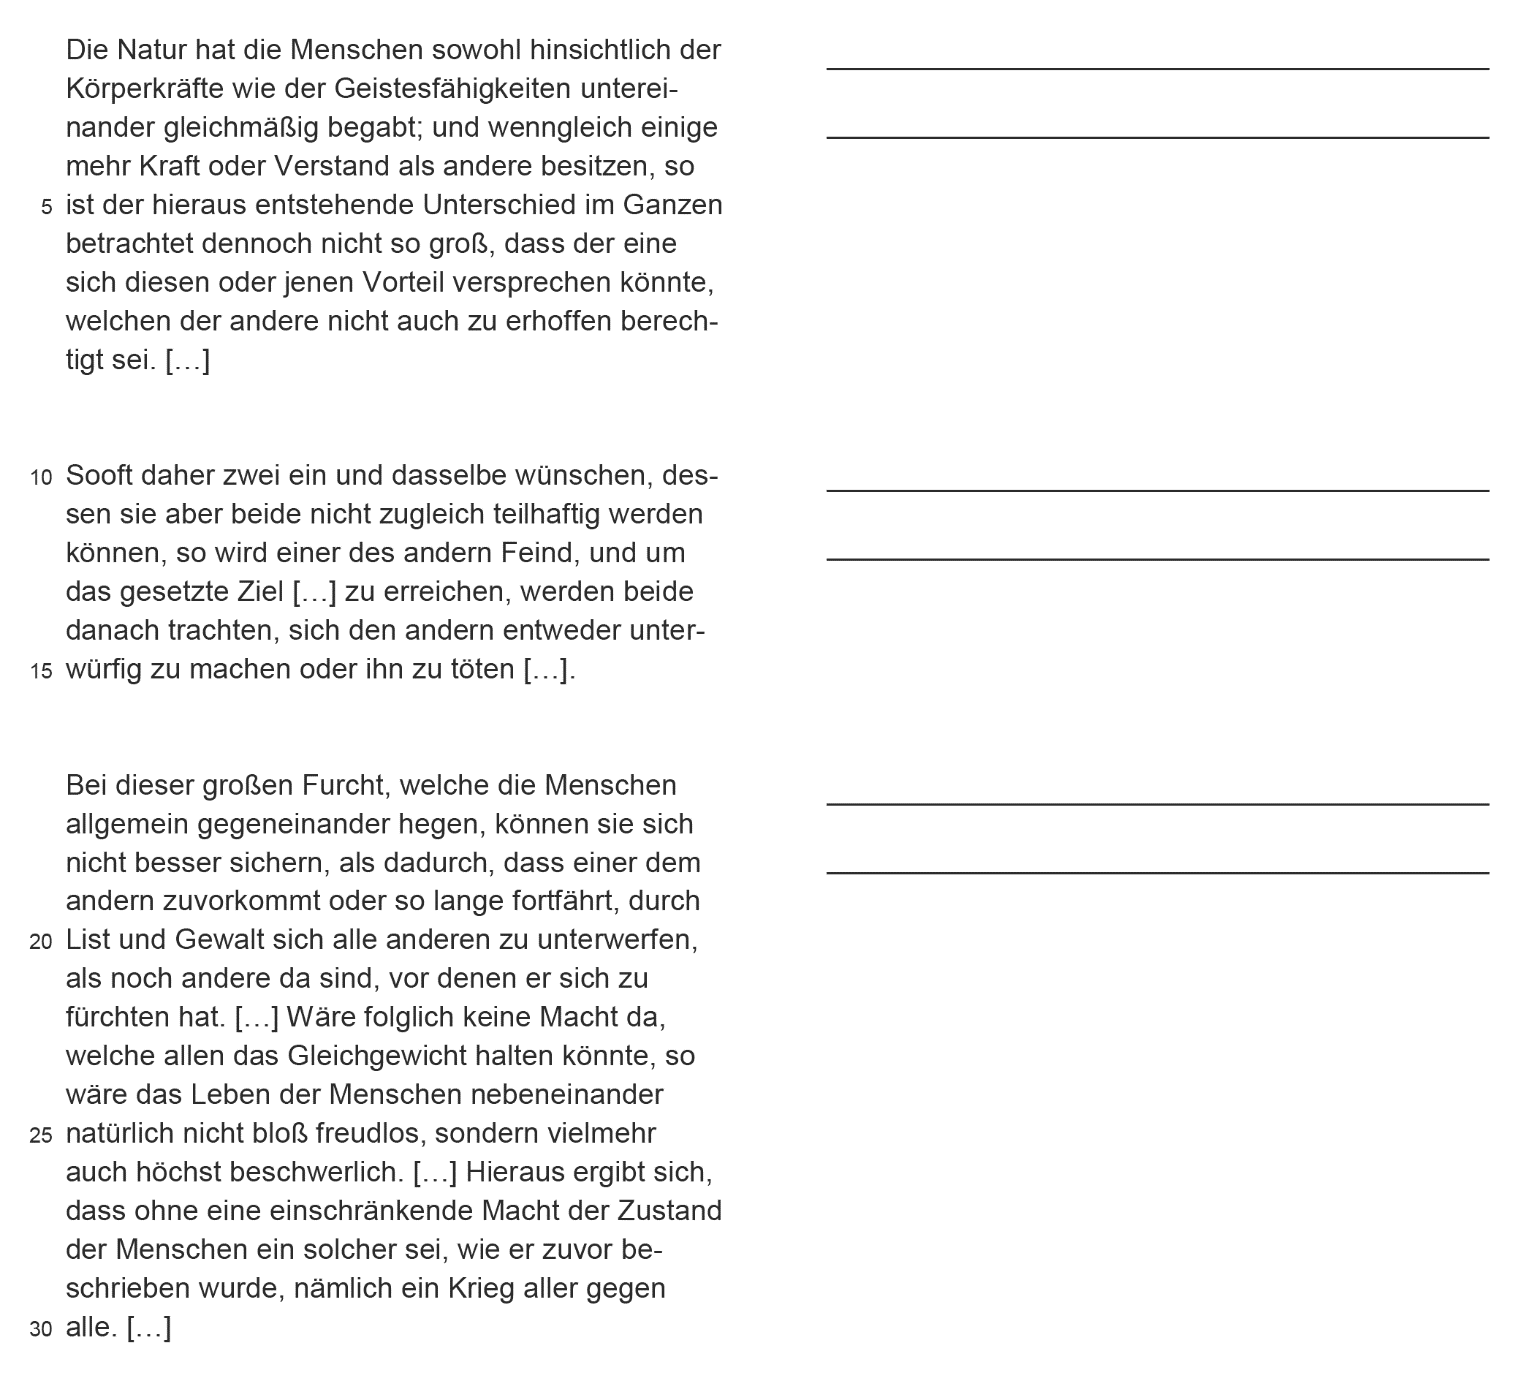 Die Natur hat die Menschen sowohl hinsichtlich der
Körperkräfte wie der Geistesfähigkeiten unterei-
nander gleichmäßig begabt; und wenngleich einige
mehr Kraft oder Verstand als andere besitzen, so
5 ist der hieraus entstehende Unterschied im Ganzen
betrachtet dennoch nicht so groß, dass der eine
sich diesen oder jenen Vorteil versprechen könnte,
welchen der andere nicht auch zu erhoffen berech-
tigt sei. […]
10 Sooft daher zwei ein und dasselbe wünschen, des-
sen sie aber beide nicht zugleich teilhaftig werden
können, so wird einer des andern Feind, und um
das gesetzte Ziel […] zu erreichen, werden beide
danach trachten, sich den andern entweder unter-
15 würfig zu machen oder ihn zu töten […].
Bei dieser großen Furcht, welche die Menschen
allgemein gegeneinander hegen, können sie sich
nicht besser sichern, als dadurch, dass einer dem
andern zuvorkommt oder so lange fortfährt, durch
20 List und Gewalt sich alle anderen zu unterwerfen,
als noch andere da sind, vor denen er sich zu
fürchten hat. […] Wäre folglich keine Macht da,
welche allen das Gleichgewicht halten könnte, so
wäre das Leben der Menschen nebeneinander
25 natürlich nicht bloß freudlos, sondern vielmehr
auch höchst beschwerlich. […] Hieraus ergibt sich,
dass ohne eine einschränkende Macht der Zustand
der Menschen ein solcher sei, wie er zuvor be-
schrieben wurde, nämlich ein Krieg aller gegen
30 alle. […]